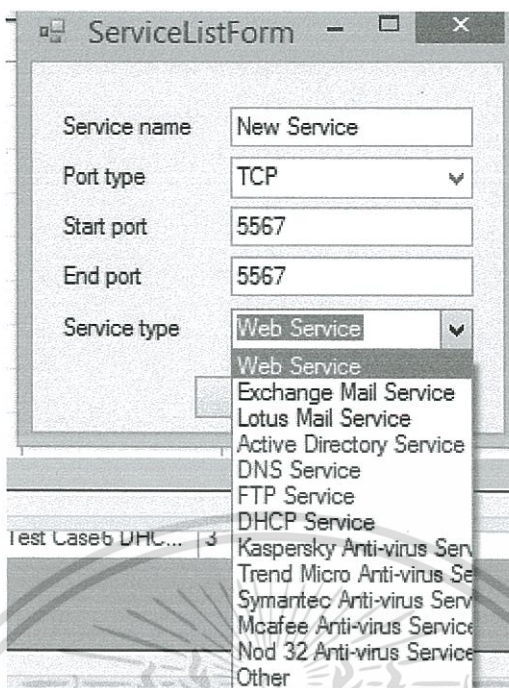 ServiceListForm
Service name New Service
Port type TCP
Start port 5567
End port 5567
Service type Web Service
Web Service
Exchange Mail Service
Lotus Mail Service
Active Directory Service
DNS Service
FTP Service
DHCP Service
Test Case6 DHC... 3
Kaspersky Anti-virus Serv
Trend Micro Anti-virus Se
Symantec Anti-virus Serv
Mcafee Anti-virus Service
Nod 32 Anti-virus Service
Other